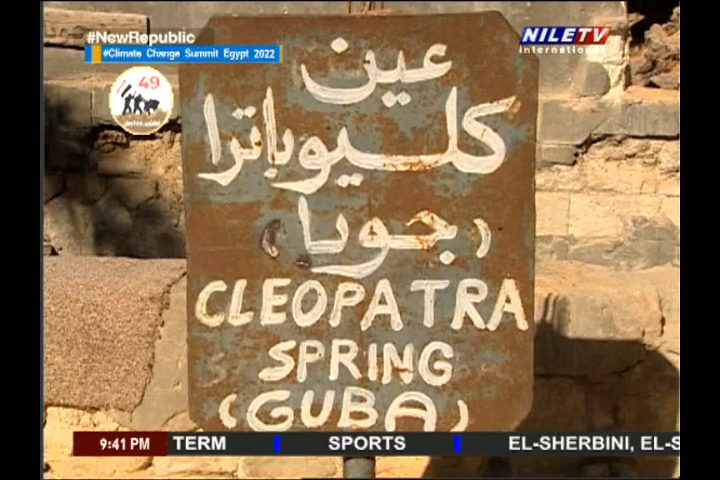 #NewRepublic
#Climate Change Summit Egypt 2022
NILETV
International
49
عين
كليوباترا
(جوبا)
CLEOPATRA
SPRING
(GUBA)
9:41 PM TERM SPORTS EL-SHERBINI, EL-S